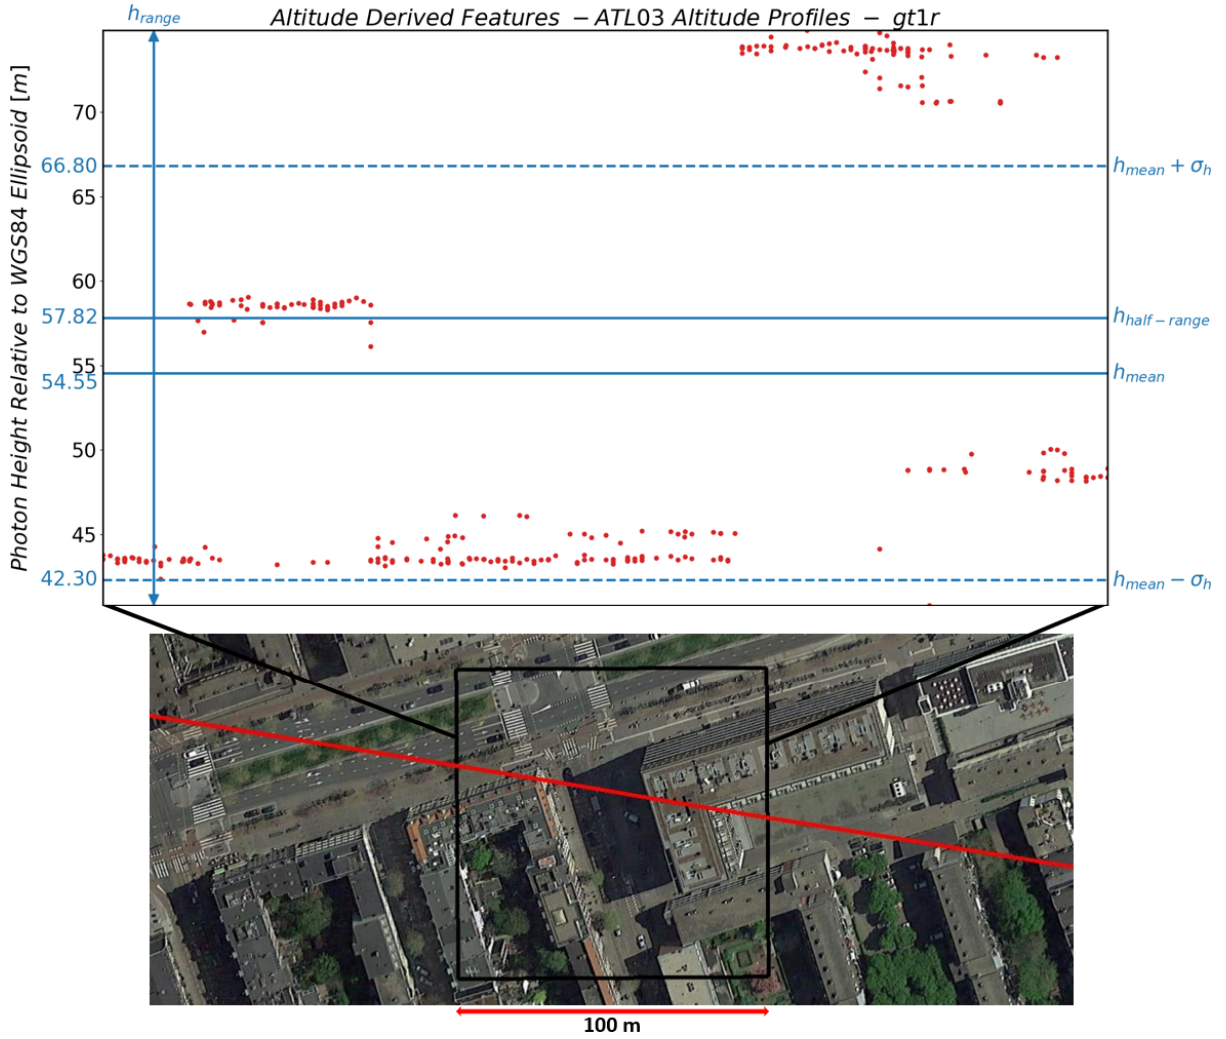 h_range
Altitude Derived Features − ATL03 Altitude Profiles − gt1r
Photon Height Relative to WGS84 Ellipsoid [m]
70
66.80
h_mean + σ_h
65
60
57.82
h_half−range
55
54.55
h_mean
50
45
42.30
h_mean − σ_h
100 m